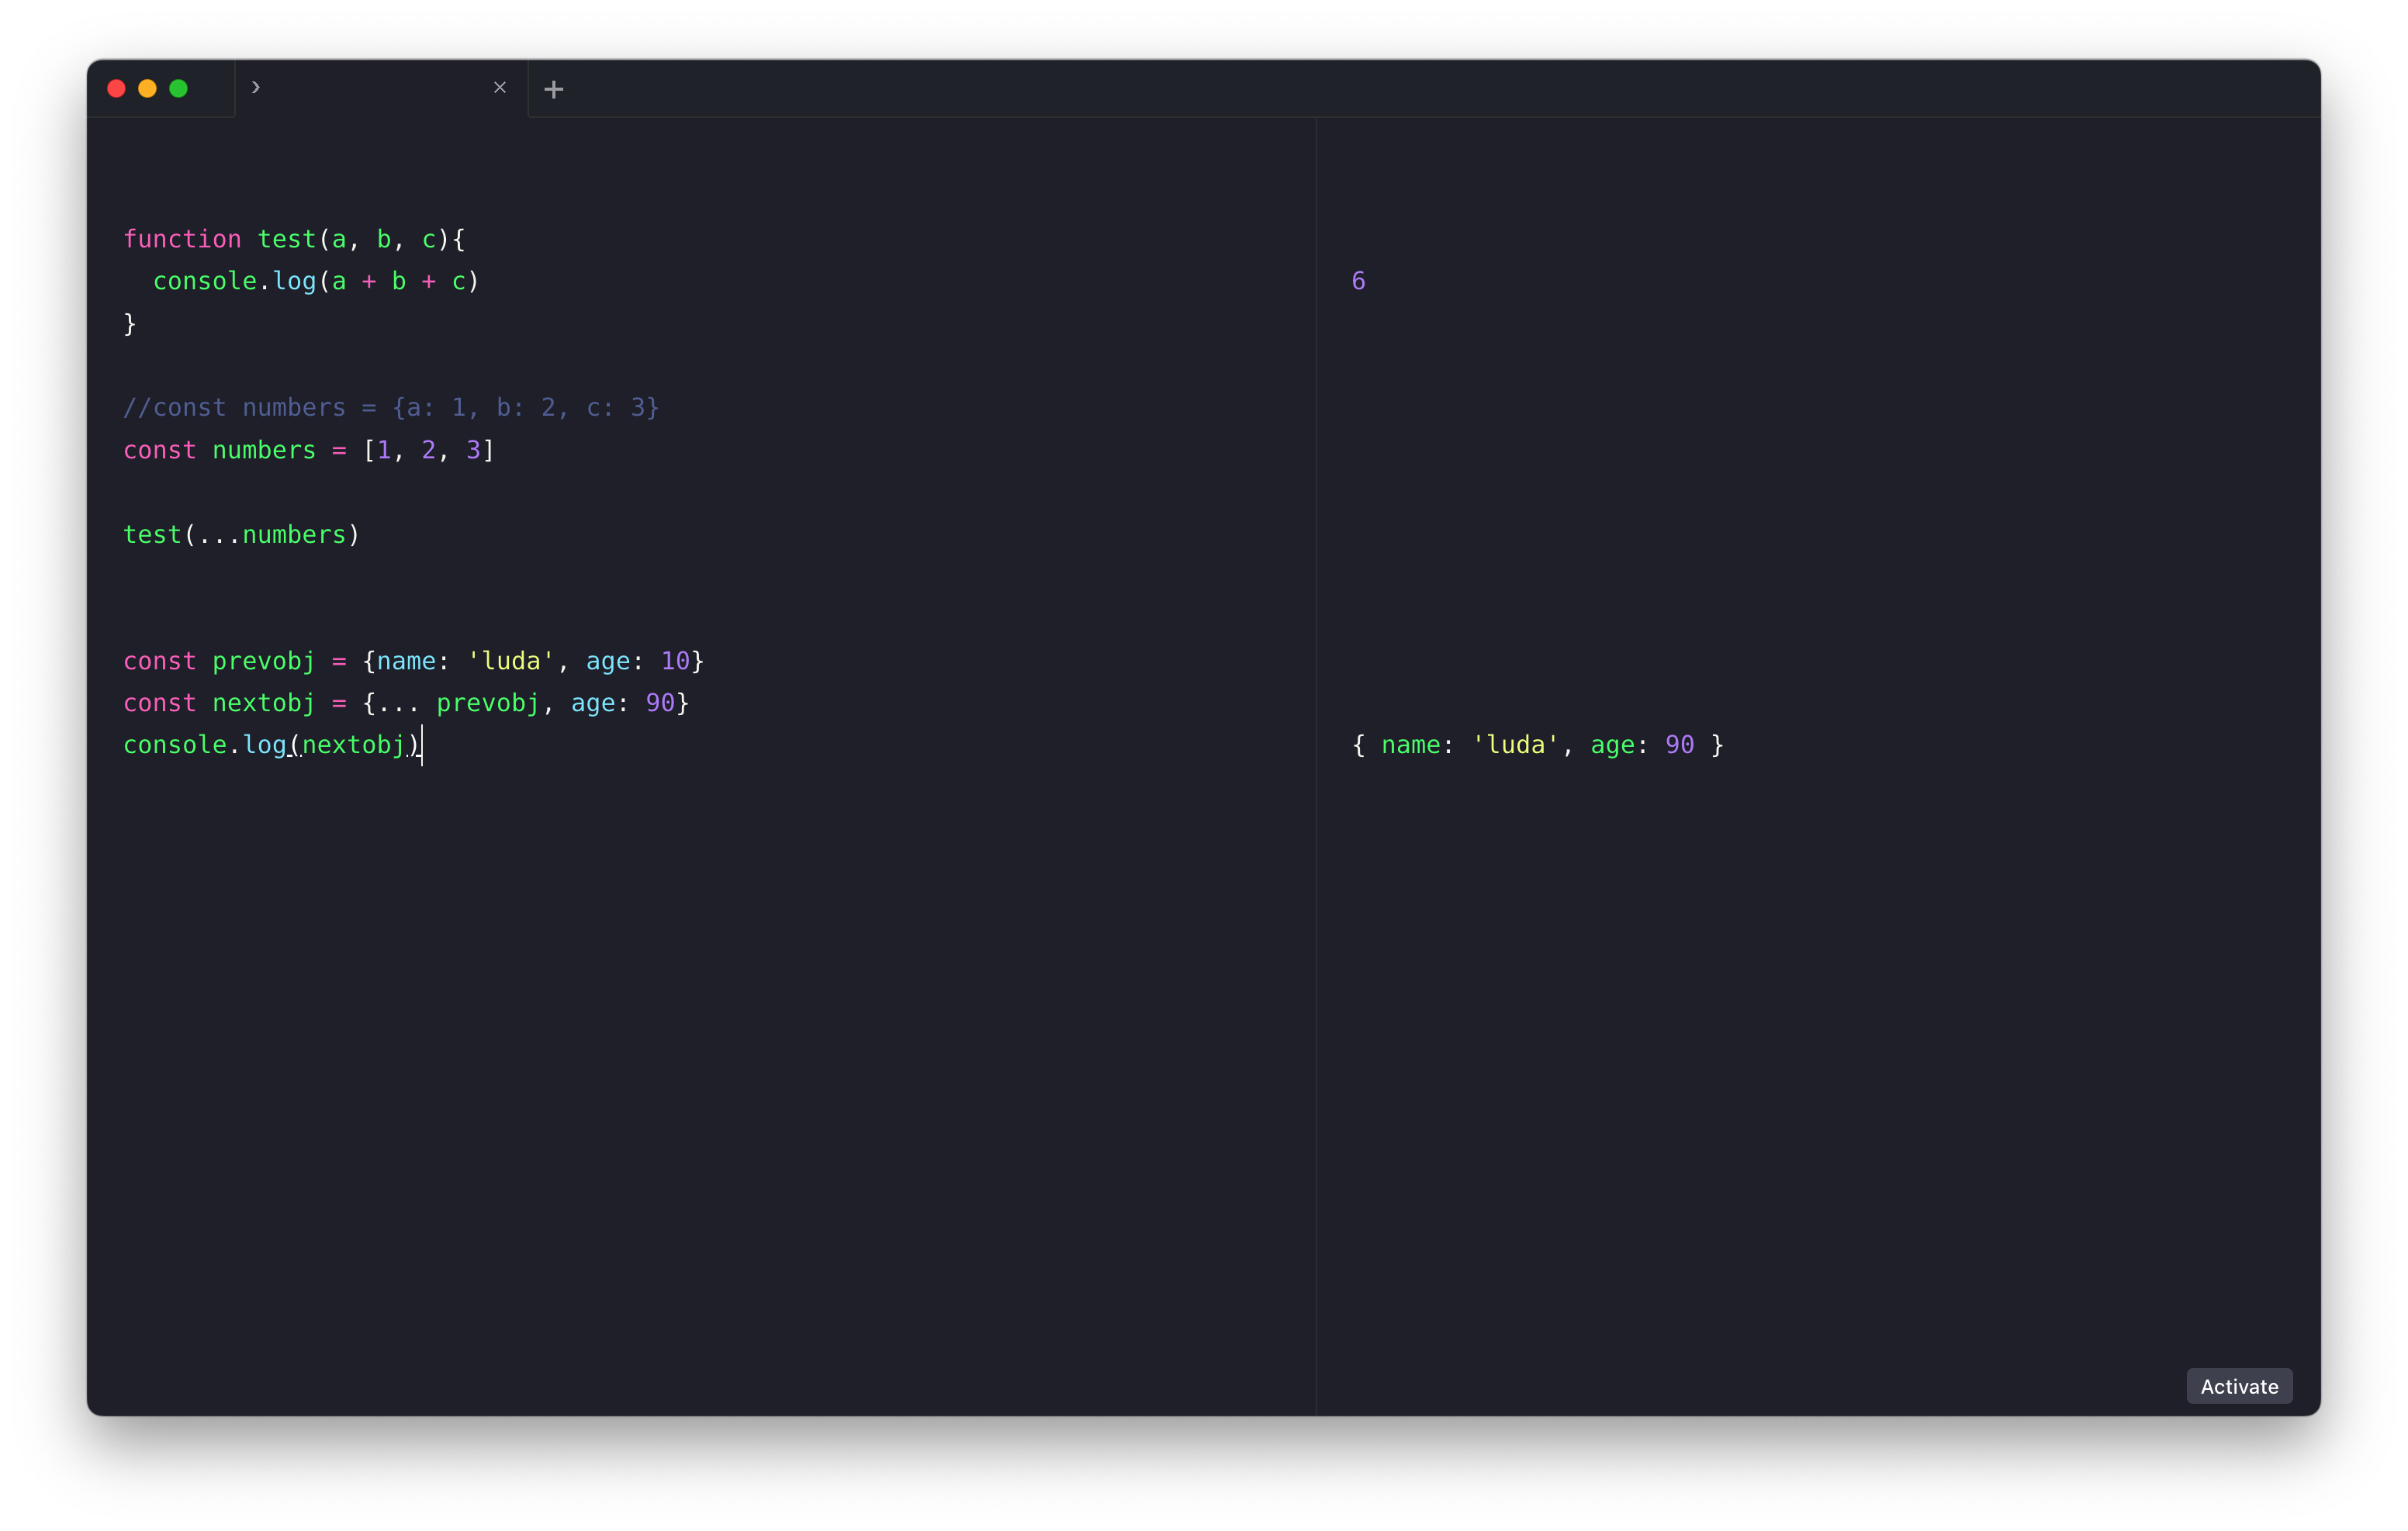 function test(a, b, c){
  console.log(a + b + c)
}
//const numbers = {a: 1, b: 2, c: 3}
const numbers = [1, 2, 3]
test(...numbers)
const prevobj = {name: 'luda', age: 10}
const nextobj = {... prevobj, age: 90}
console.log(nextobj)
6
{ name: 'luda', age: 90 }
Activate